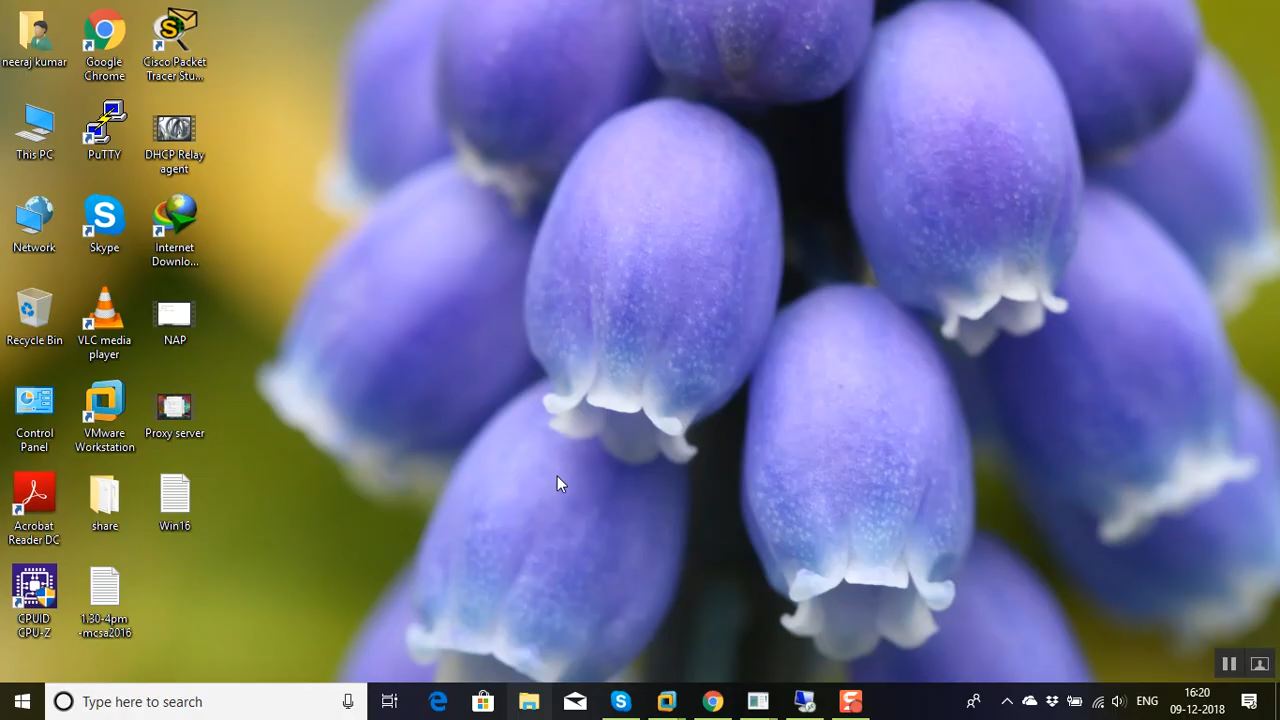 neeraj kumar
Google
Chrome
Cisco Packet
Tracer Stu...
This PC
PuTTY
DHCP Relay
agent
Network
Skype
Internet
Downlo...
Recycle Bin
VLC media
player
NAP
Control
Panel
VMware
Workstation
Proxy server
Acrobat
Reader DC
share
Win16
CPUID
CPU-Z
1.30-4pm
-mcsa2016
Type here to search
ENG
16:20
09-12-2018